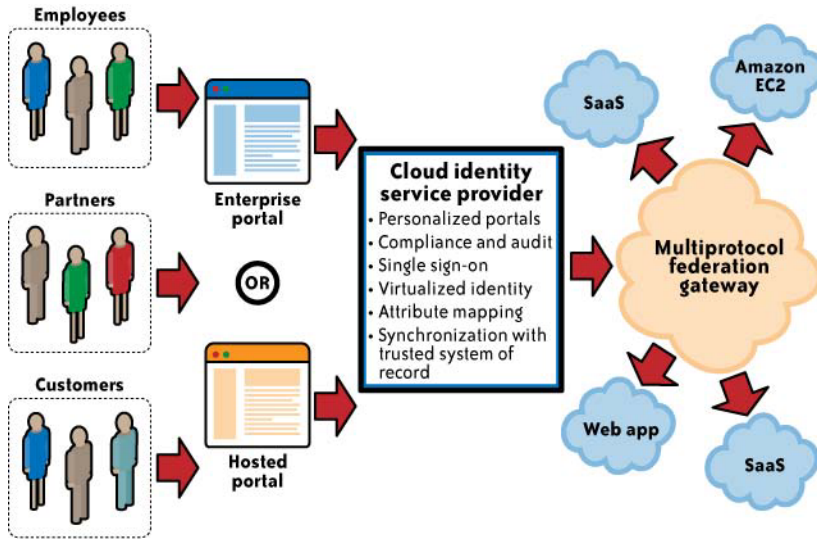 Employees
Partners
Customers
Enterprise
portal
OR
Hosted
portal
Cloud identity
service provider
• Personalized portals
• Compliance and audit
• Single sign-on
• Virtualized identity
• Attribute mapping
• Synchronization with
trusted system of
record
SaaS
Amazon
EC2
Multiprotocol
federation
gateway
Web app
SaaS